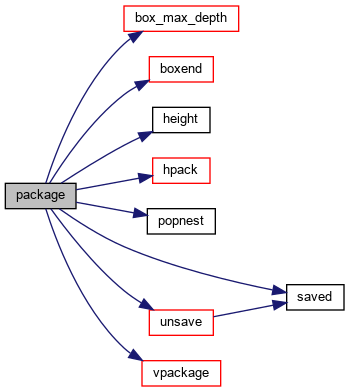 box_max_depth
boxend
height
hpack
package
popnest
saved
unsave
vpackage